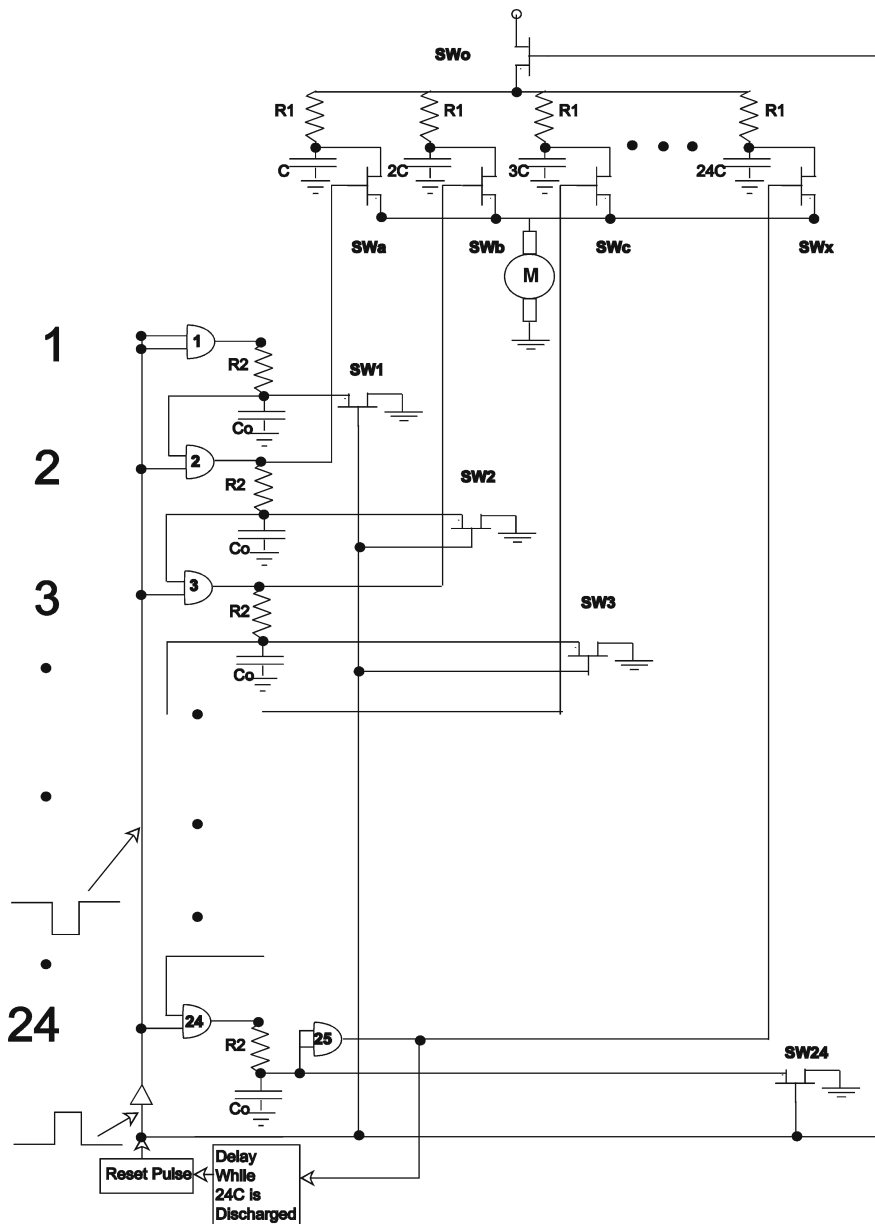 SWo
R1 R1 R1 R1
C 2C 3C 24C
SWa SWb SWc SWx
M
1 1
R2 SW1
Co
2 2
R2 SW2
Co
3 3
R2 SW3
Co
24 24
R2 25 SW24
Co
Reset Pulse
Delay
While
24C is
Discharged